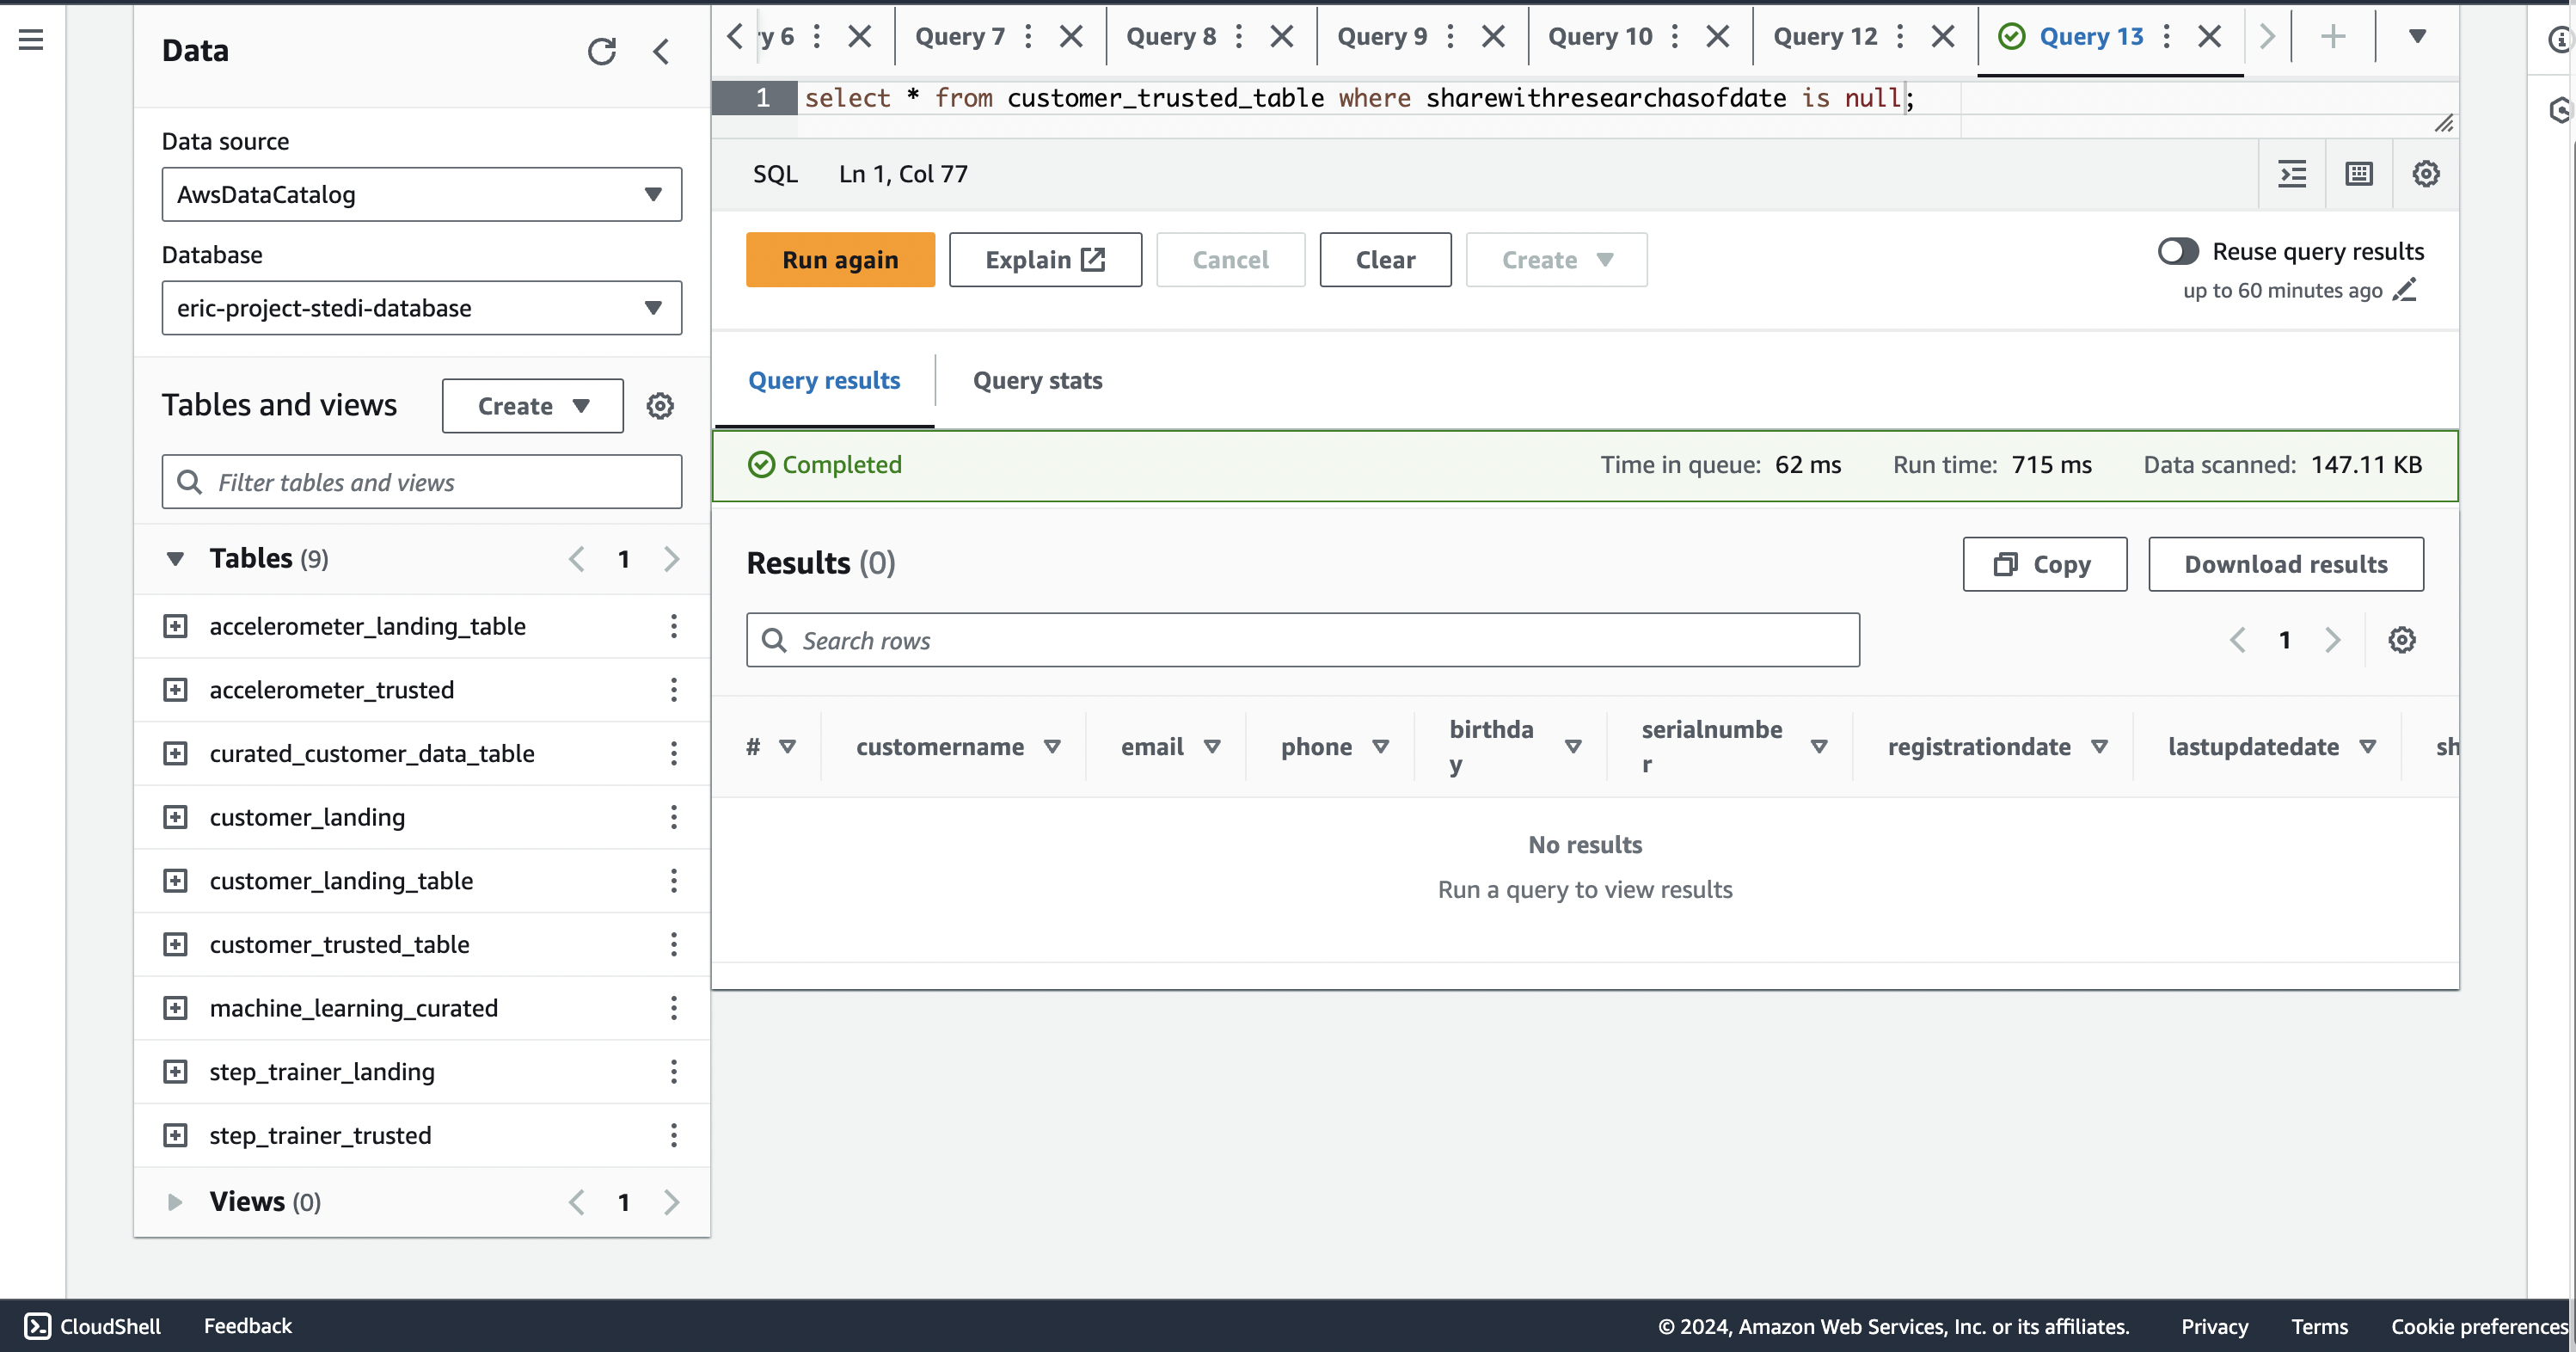 Data
Data source
AwsDataCatalog
Database
eric-project-stedi-database
Tables and views
Create
Filter tables and views
Tables (9)
1
accelerometer_landing_table
accelerometer_trusted
curated_customer_data_table
customer_landing
customer_landing_table
customer_trusted_table
machine_learning_curated
step_trainer_landing
step_trainer_trusted
Views (0)
1
ry 6
Query 7
Query 8
Query 9
Query 10
Query 12
Query 13
1 select * from customer_trusted_table where sharewithresearchasofdate is null;
SQL
Ln 1, Col 77
Run again
Explain
Cancel
Clear
Create
Reuse query results
up to 60 minutes ago
Query results
Query stats
Completed
Time in queue: 62 ms
Run time: 715 ms
Data scanned: 147.11 KB
Results (0)
Copy
Download results
Search rows
1
#
customername
email
phone
birthda
y
serialnumbe
r
registrationdate
lastupdatedate
sh
No results
Run a query to view results
CloudShell
Feedback
© 2024, Amazon Web Services, Inc. or its affiliates.
Privacy
Terms
Cookie preferences